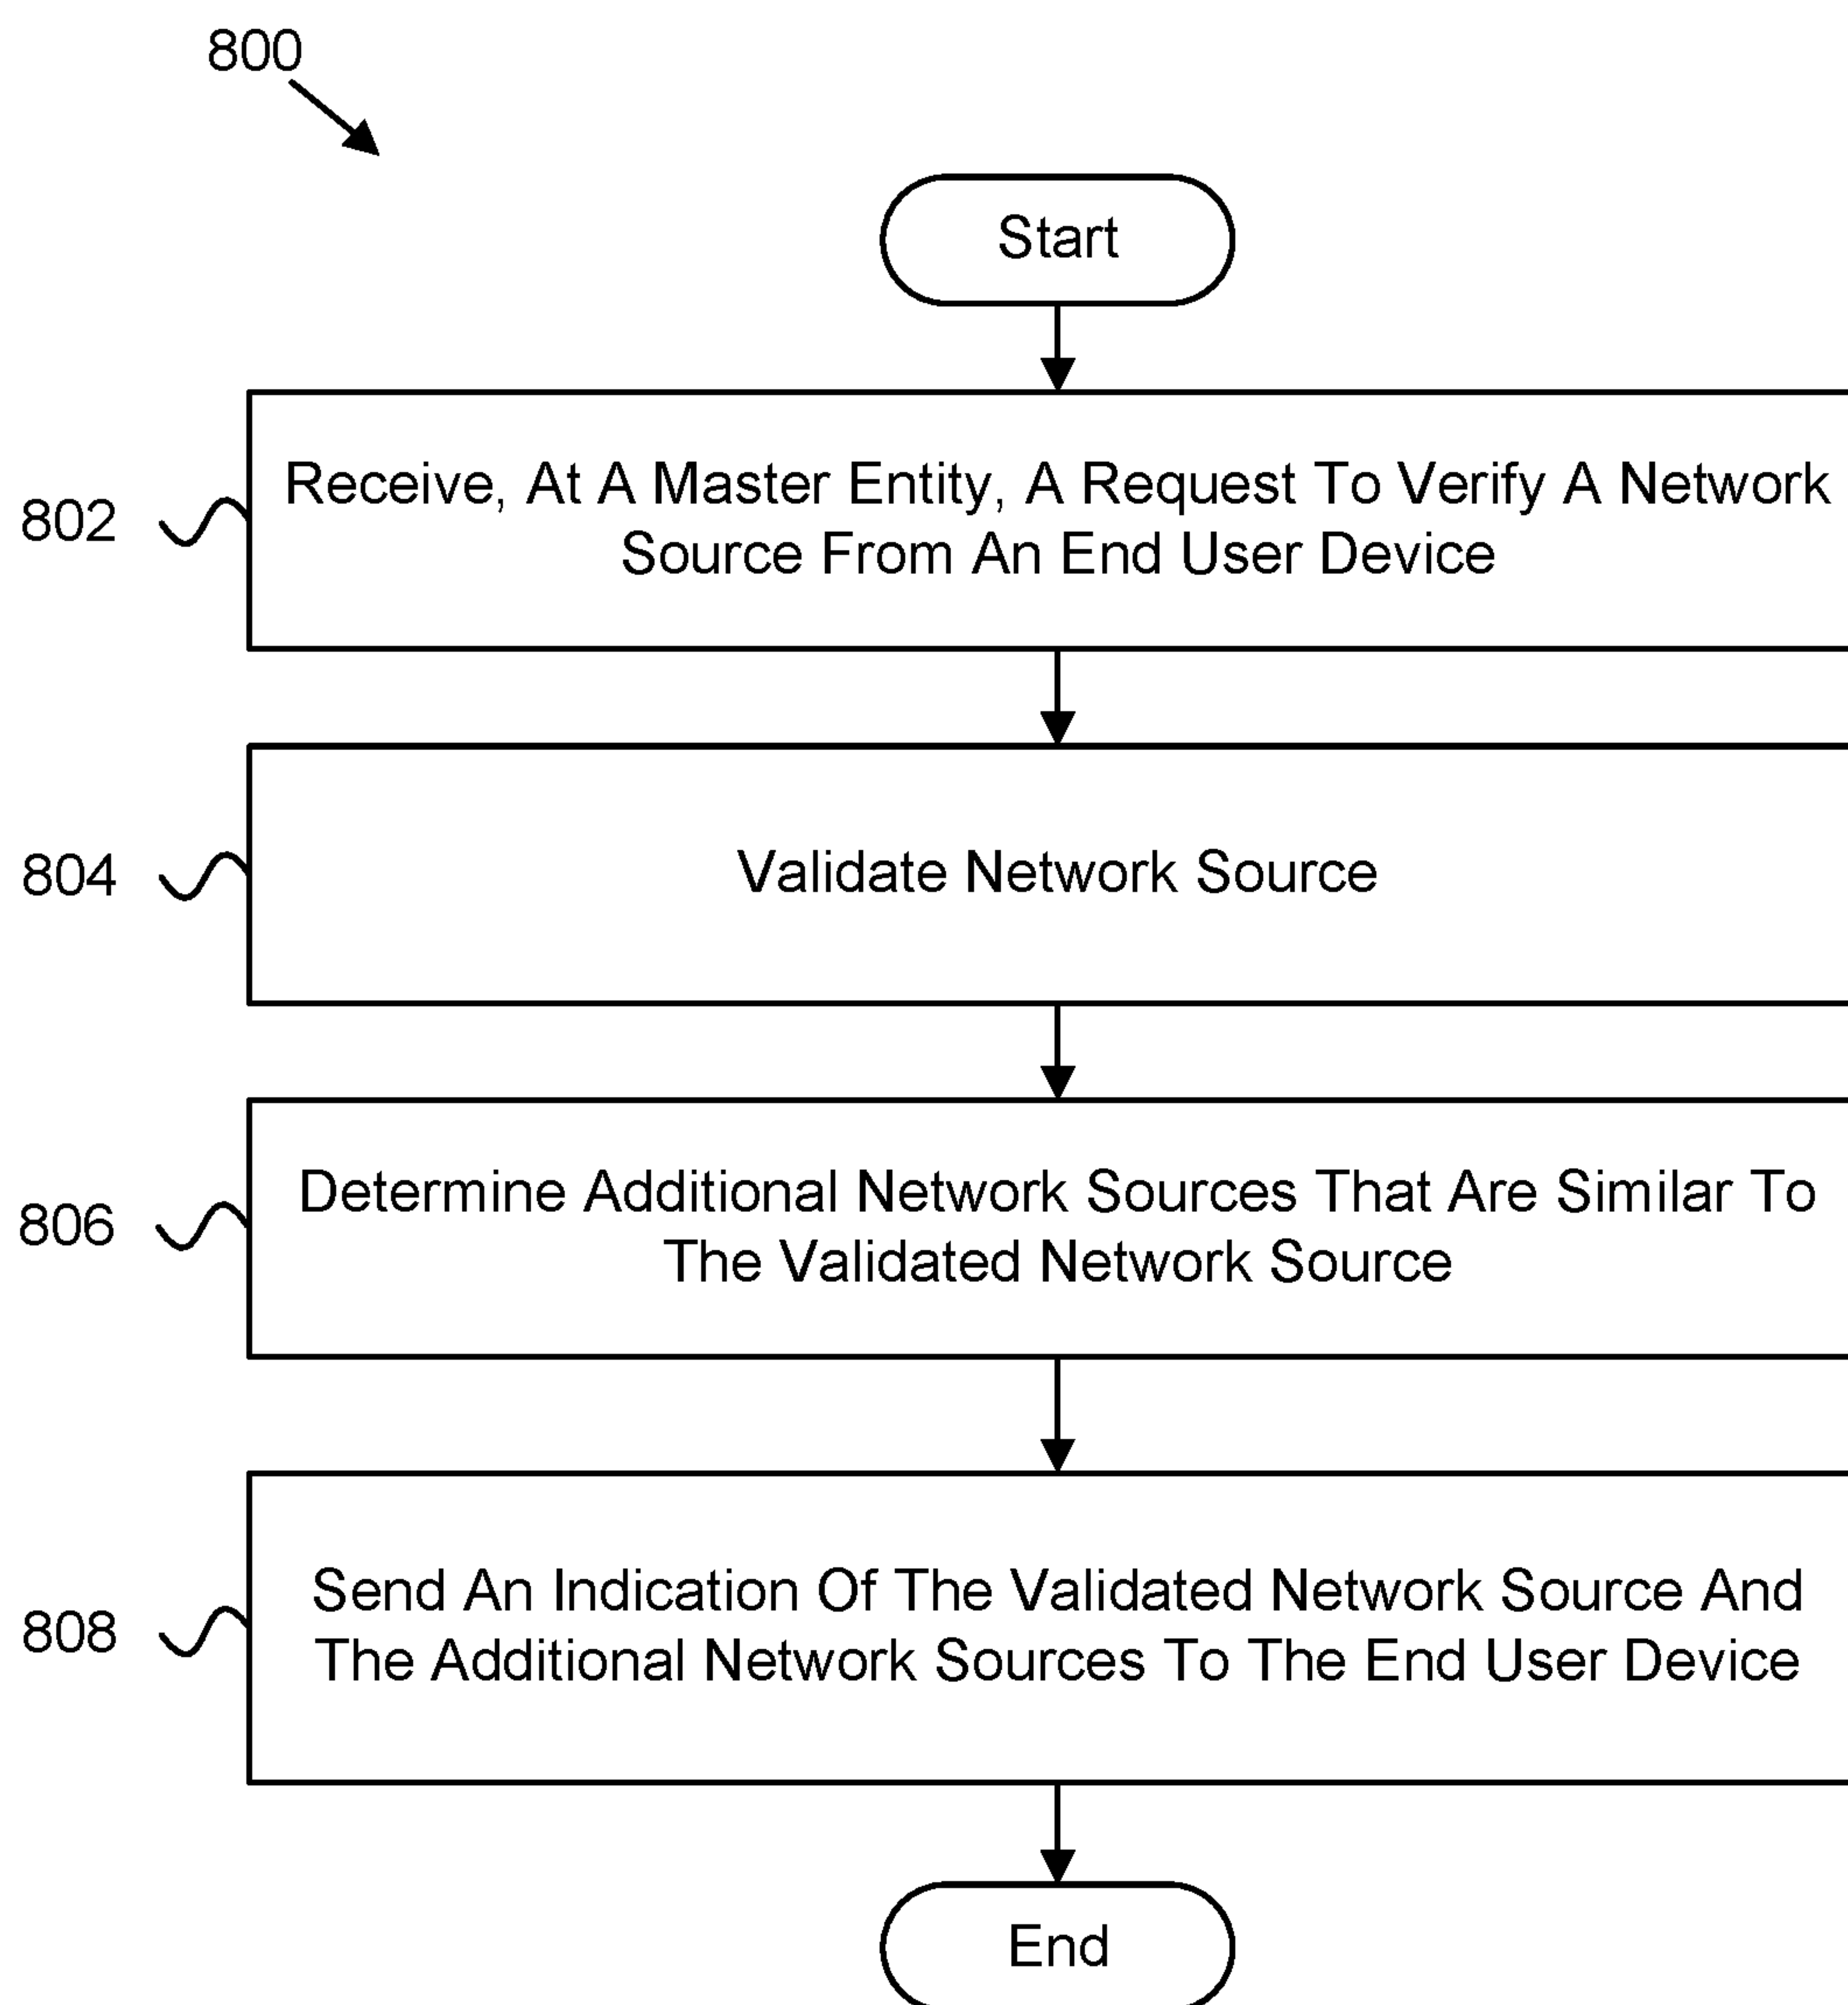 800
Start
802
Receive, At A Master Entity, A Request To Verify A Network
Source From An End User Device
804
Validate Network Source
806
Determine Additional Network Sources That Are Similar To
The Validated Network Source
808
Send An Indication Of The Validated Network Source And
The Additional Network Sources To The End User Device
End